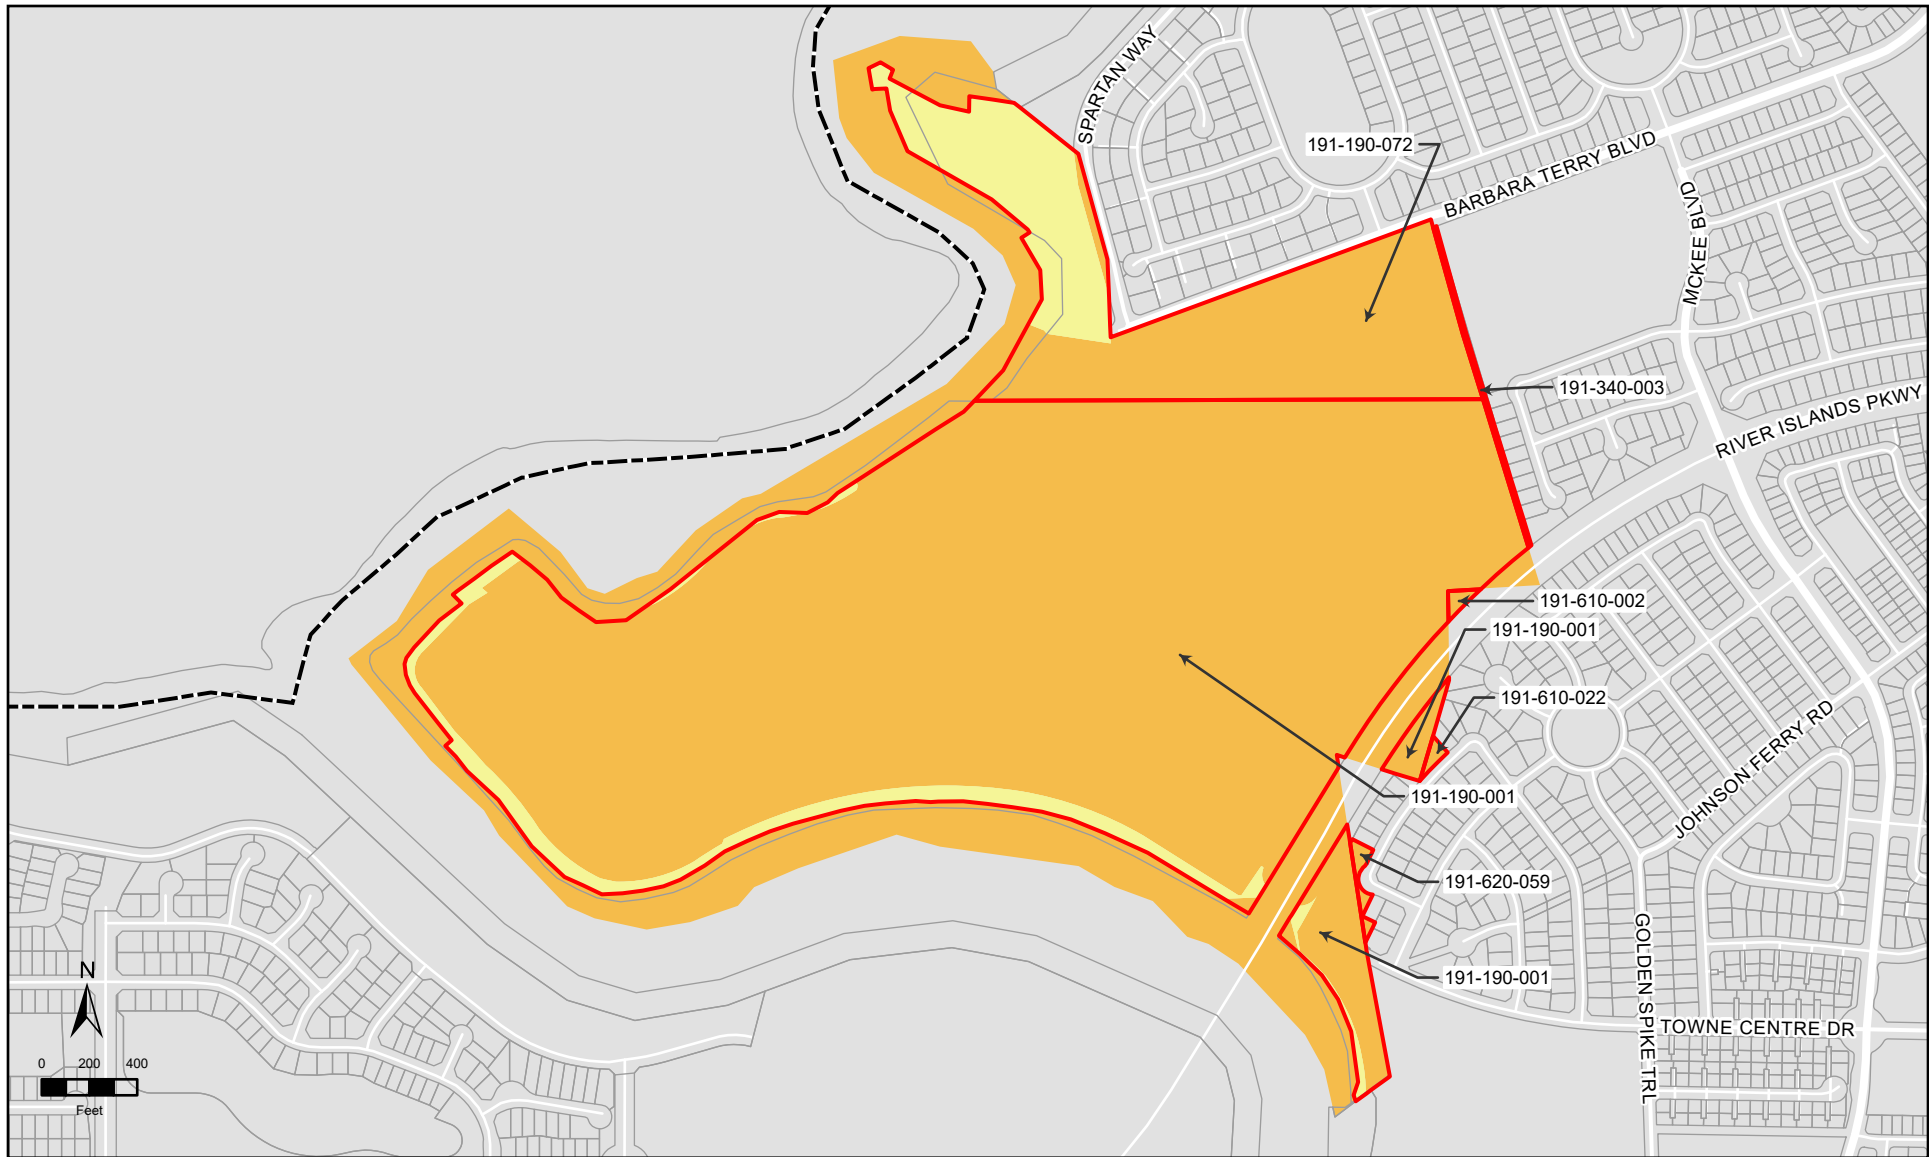 SPARTAN WAY
191-190-072
BARBARA TERRY BLVD
MCKEE BLVD
191-340-003
RIVER ISLANDS PKWY
191-610-002
191-190-001
191-610-022
JOHNSON FERRY RD
191-190-001
191-620-059
GOLDEN SPIKE TRL
191-190-001
TOWNE CENTRE DR
N
0 200 400
Feet